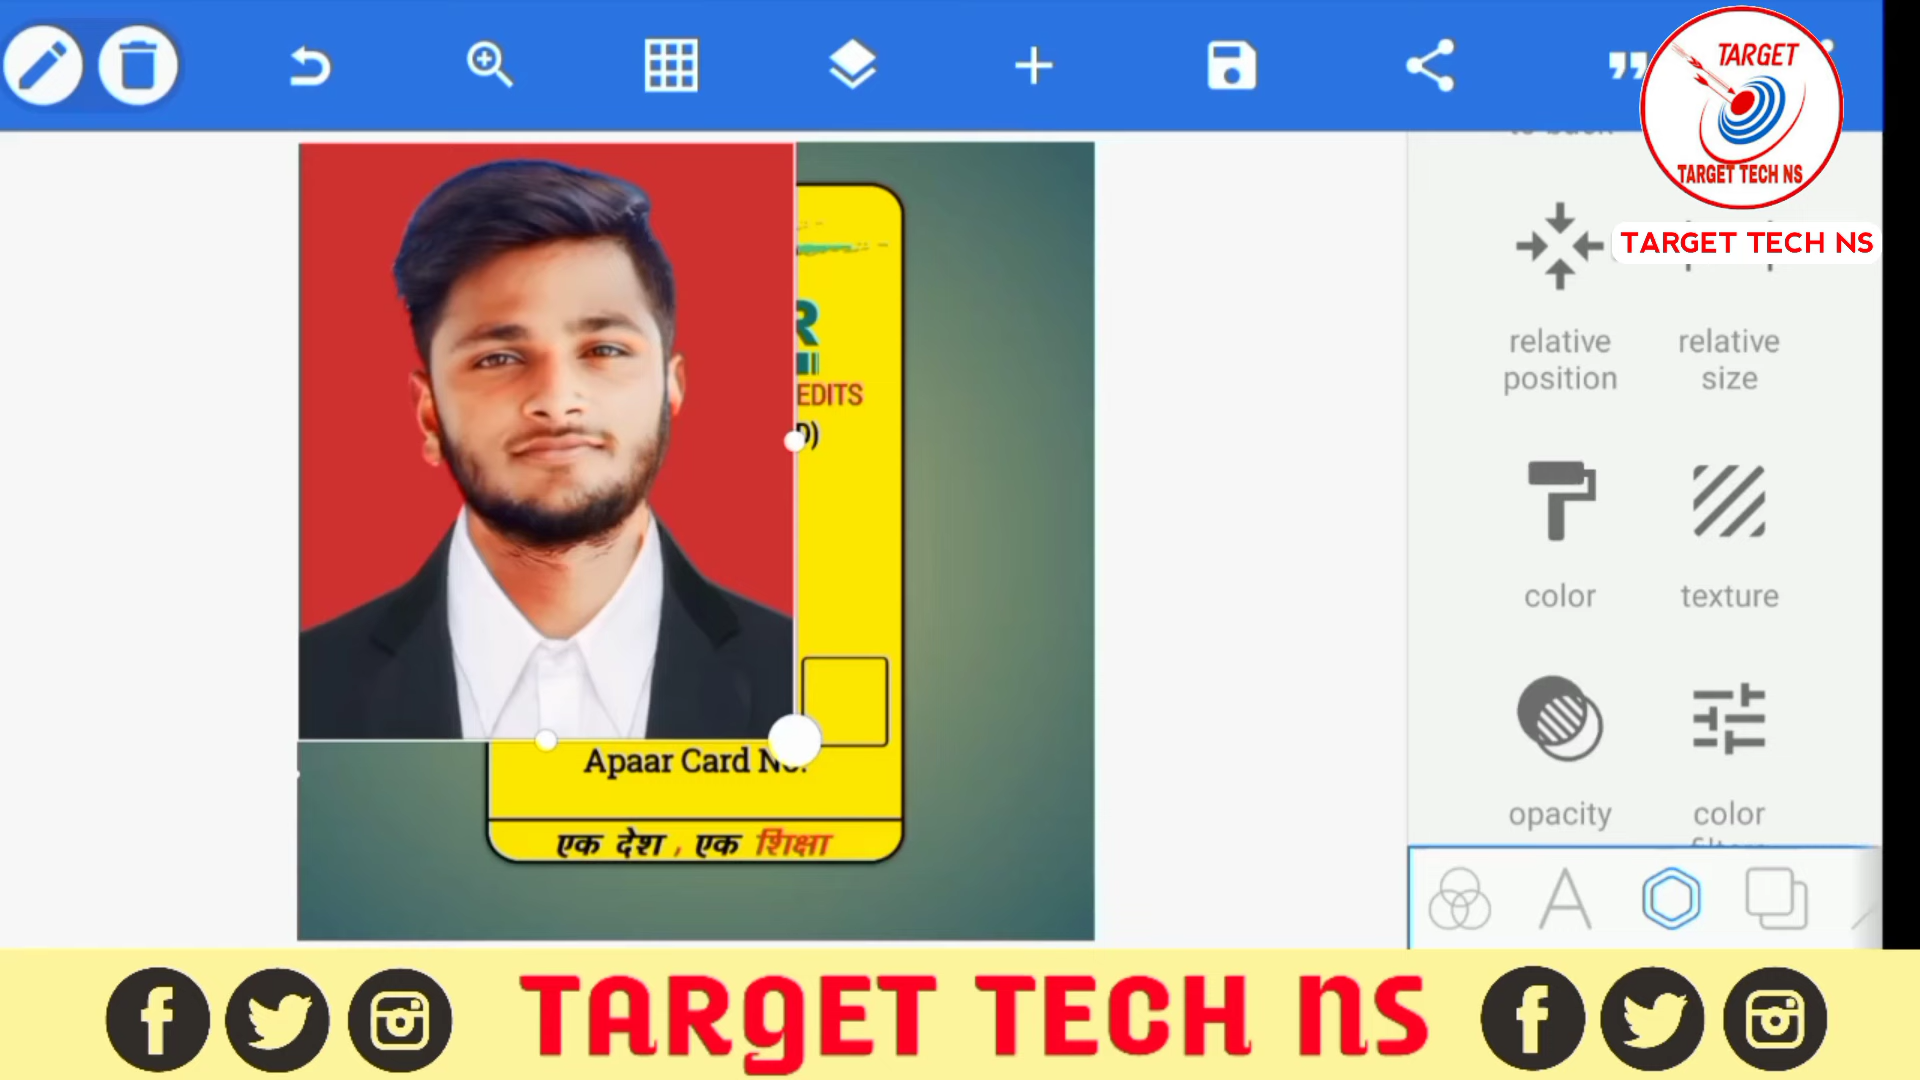 TARGET
TARGET TECH NS
TARGET TECH NS
R
EDITS
D)
relative position
relative size
color
texture
opacity
color
Apaar Card No.
एक देश , एक शिक्षा
A
TARGET TECH NS